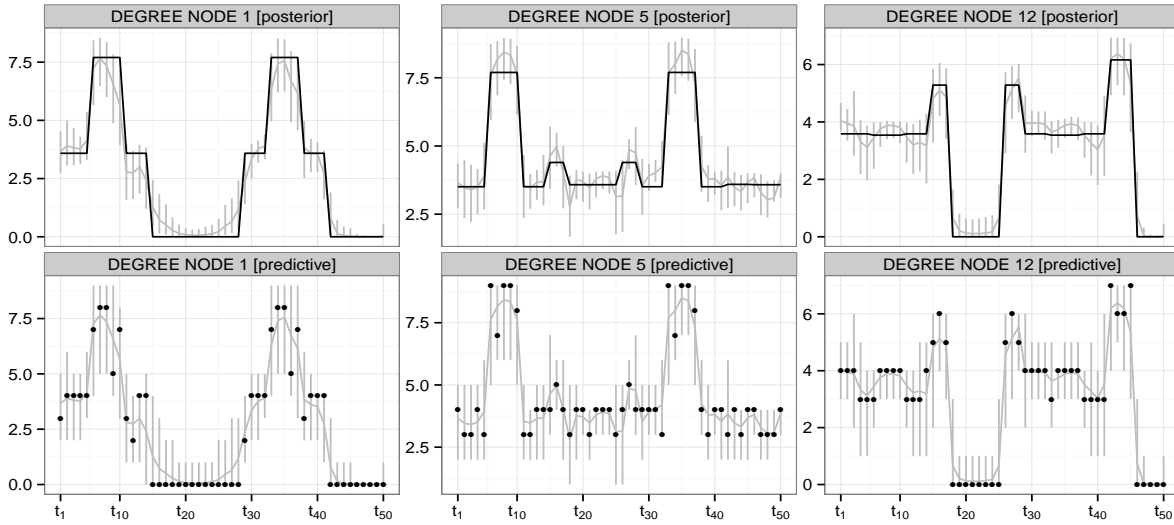 DEGREE NODE 1 [posterior]
DEGREE NODE 5 [posterior]
DEGREE NODE 12 [posterior]
7.5
5.0
2.5
0.0
7.5
5.0
2.5
6
4
2
0
DEGREE NODE 1 [predictive]
DEGREE NODE 5 [predictive]
DEGREE NODE 12 [predictive]
7.5
5.0
2.5
0.0
7.5
5.0
2.5
6
4
2
0
t1 t10 t20 t30 t40 t50
t1 t10 t20 t30 t40 t50
t1 t10 t20 t30 t40 t50